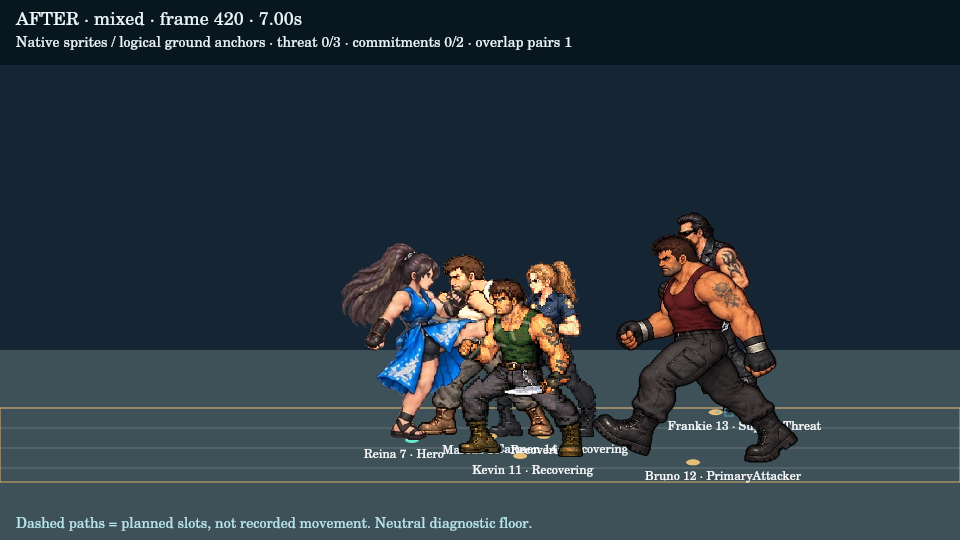 AFTER · mixed · frame 420 · 7.00s
Native sprites / logical ground anchors · threat 0/3 · commitments 0/2 · overlap pairs 1
Frankie 13 · Threat
Reina 7 · Hero
Kevin 11 · Recovering
Bruno 12 · PrimaryAttacker
Dashed paths = planned slots, not recorded movement. Neutral diagnostic floor.